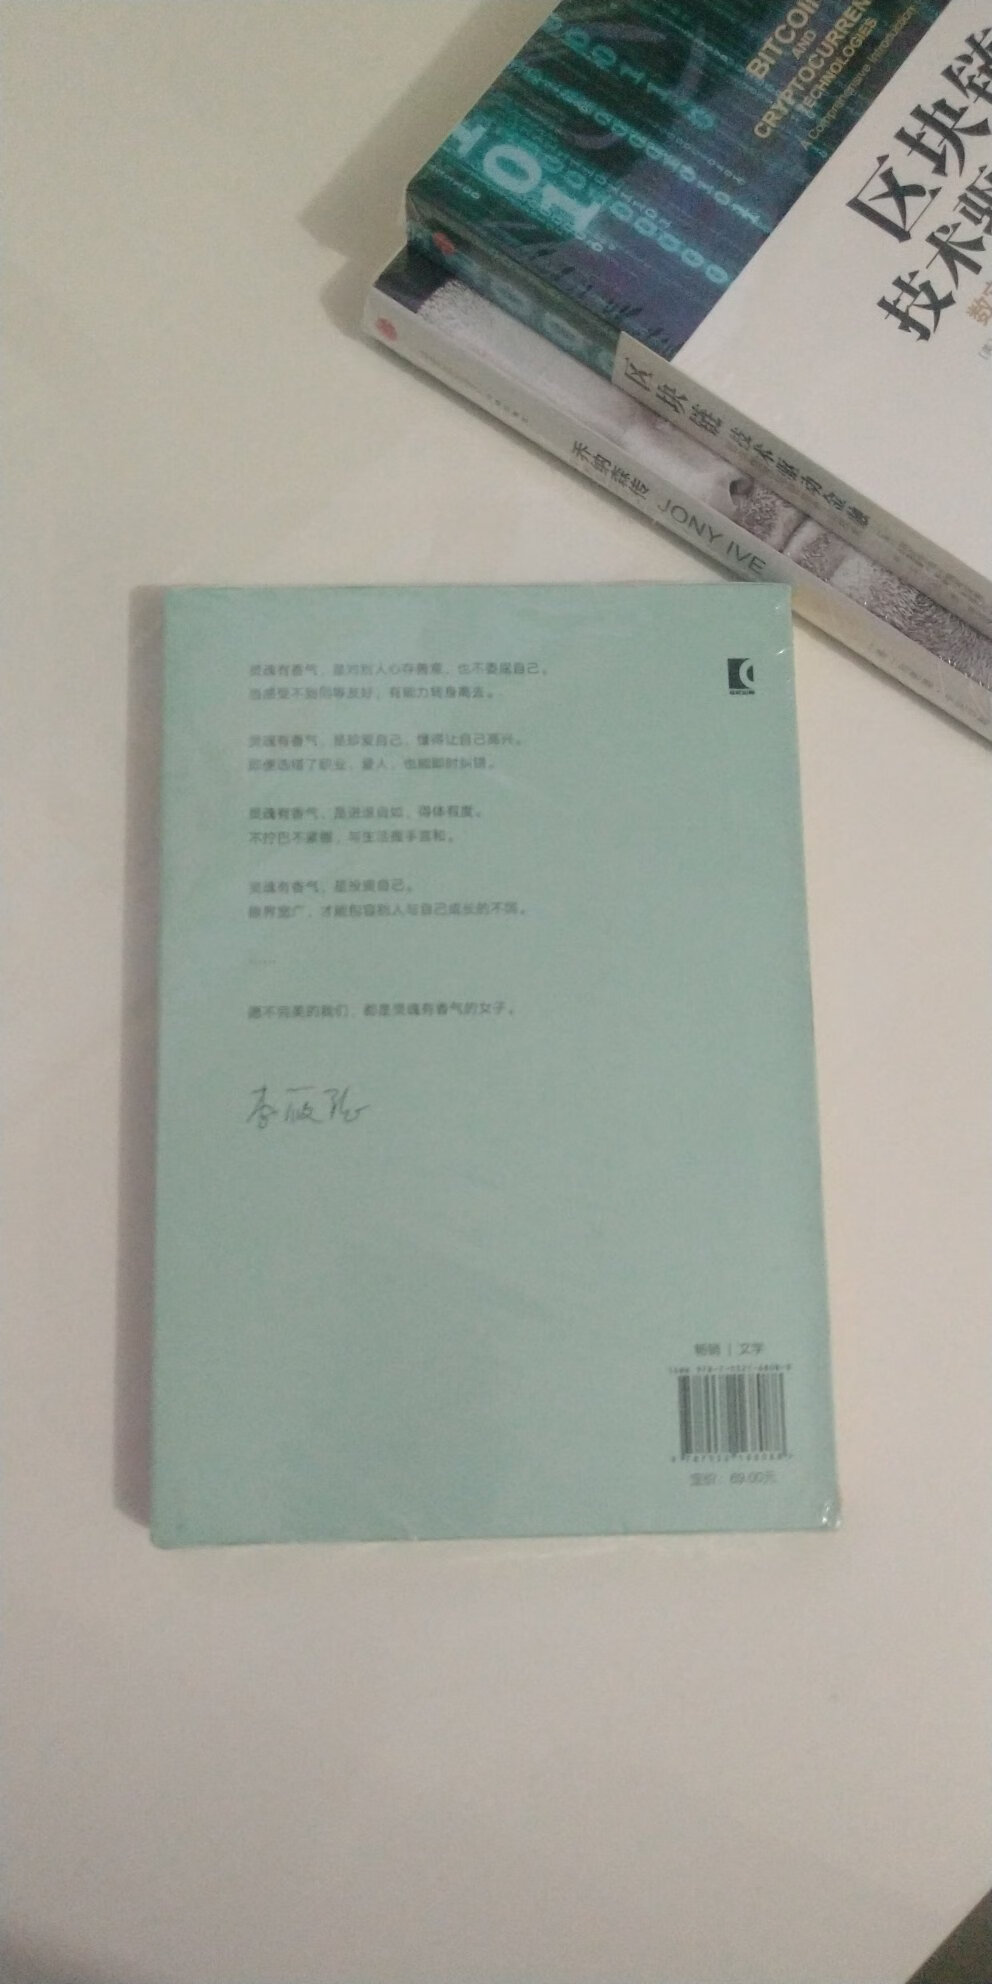 BITCOIN
AND
CRYPTOCURRENCY
TECHNOLOGIES
A Comprehensive Introduction
区块链
技术驱
区块链 技术驱动金融
乔纳森传 JONY IVE
灵魂有香气，是对别人心存善意，也不委屈自己。
当感受不到同等友好，有能力转身离去。
灵魂有香气，是珍爱自己，懂得让自己高兴。
即便选错了职业、爱人，也能即时纠错。
灵魂有香气，是进退自如，得体有度。
不拧巴不紧绷，与生活握手言和。
灵魂有香气，是投资自己。
眼界宽广，才能包容别人与自己成长的不同。
……
愿不完美的我们，都是灵魂有香气的女子。
李筱懿
畅销 | 文学
定价：69.00元